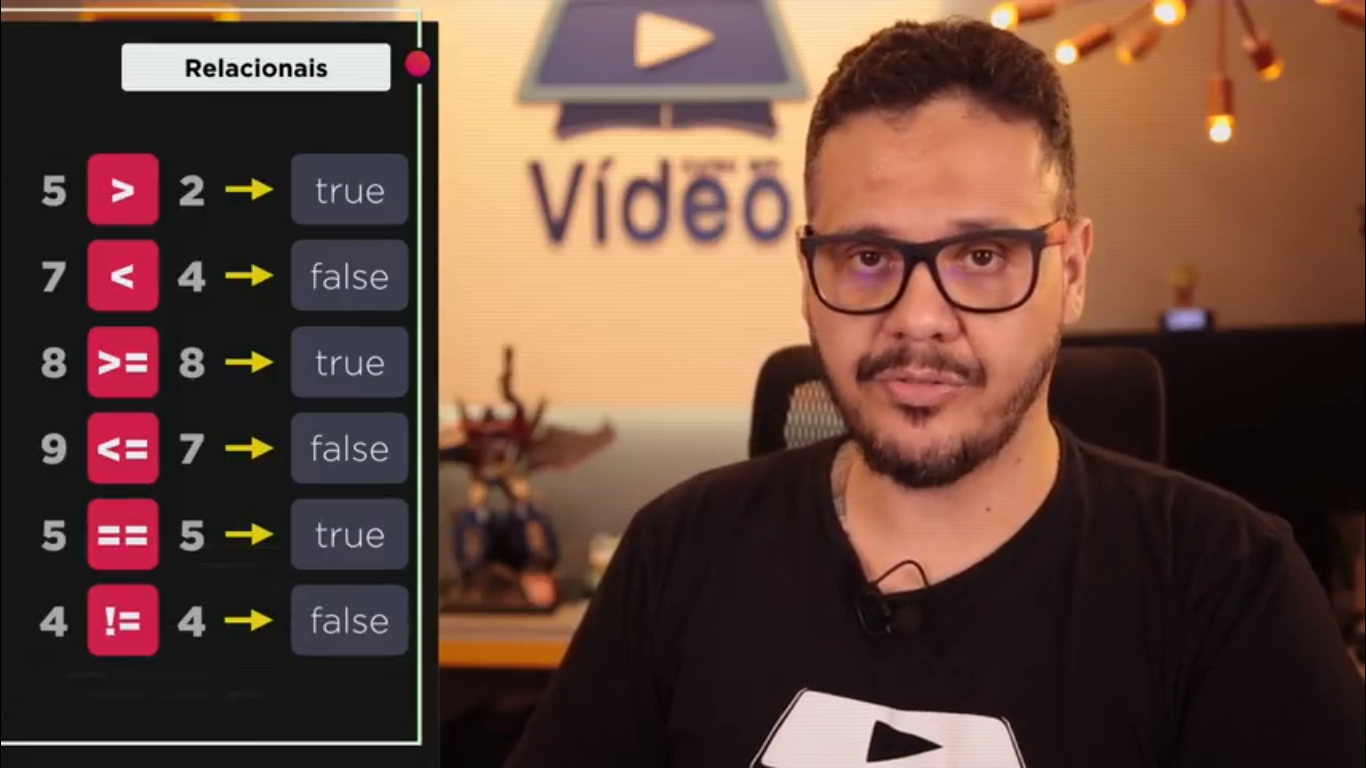 Relacionais
5 > 2 → true
7 < 4 → false
8 >= 8 → true
9 <= 7 → false
5 == 5 → true
4 != 4 → false
Vídeo